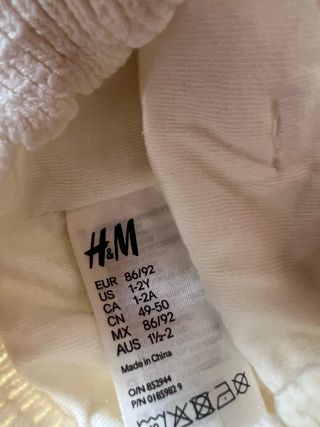 H&M
EUR 86/92
US 1-2Y
CA 1-2A
CN 49-50
MX 86/92
AUS 1½-2
Made in China
O/N 852944
P/N 0185982 9